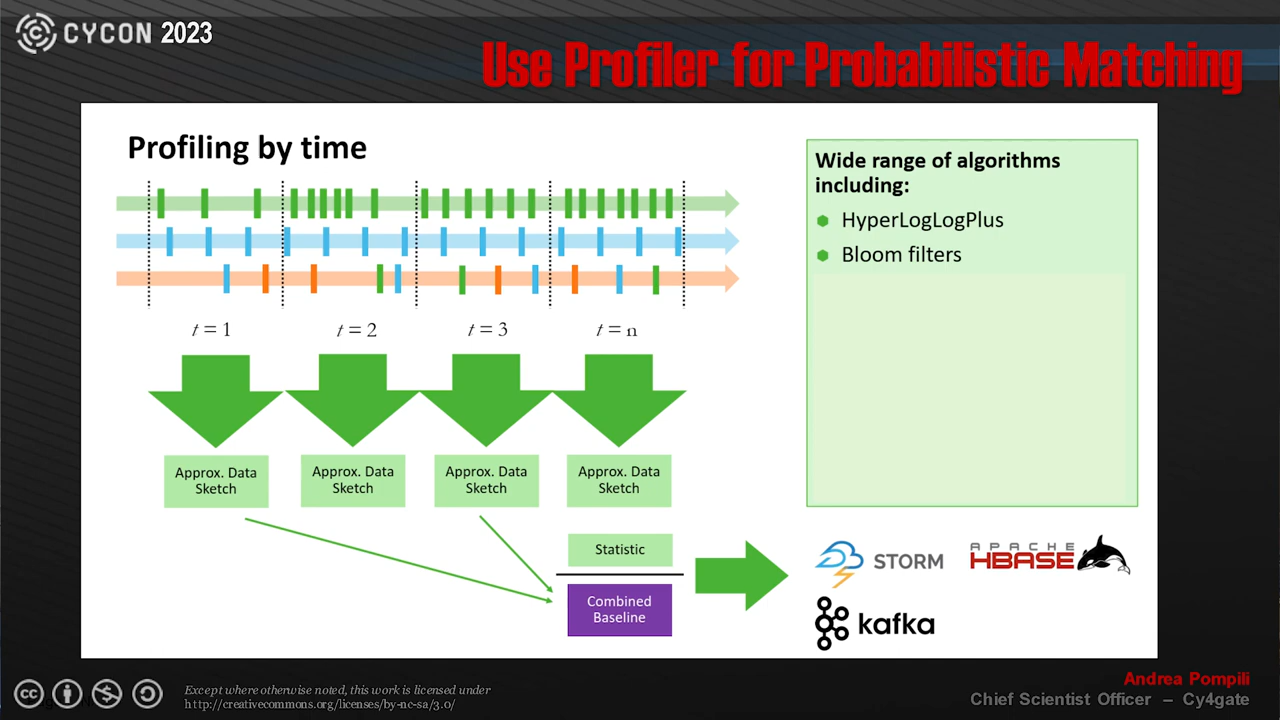 CYCON 2023
Use Profiler for Probabilistic Matching
Profiling by time
t = 1
t = 2
t = 3
t = n
Approx. Data
Sketch
Approx. Data
Sketch
Approx. Data
Sketch
Approx. Data
Sketch
Statistic
Combined
Baseline
Wide range of algorithms
including:
HyperLogLogPlus
Bloom filters
STORM
APACHE
HBASE
kafka
cc
Except where otherwise noted, this work is licensed under
http://creativecommons.org/licenses/by-nc-sa/3.0/
Andrea Pompili
Chief Scientist Officer – Cy4gate